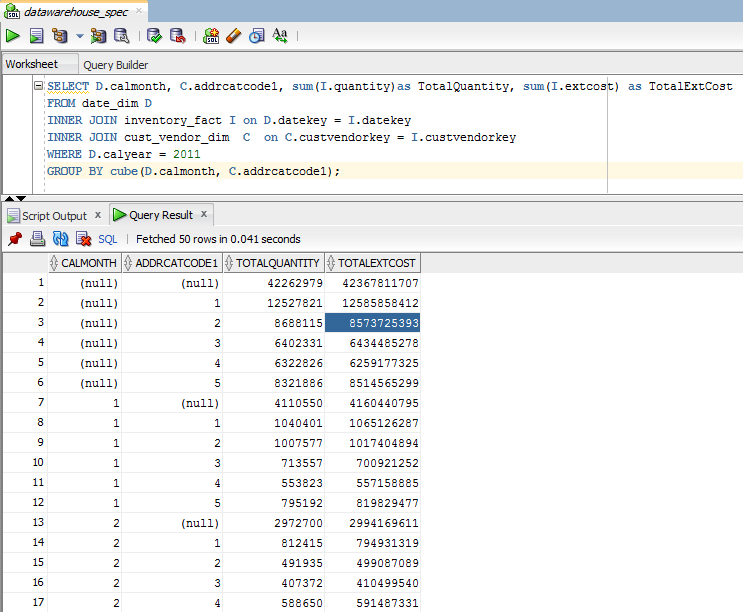 datawarehouse_spec
Worksheet Query Builder
SELECT D.calmonth, C.addrcatcode1, sum(I.quantity)as TotalQuantity, sum(I.extcost) as TotalExtCost
FROM date_dim D
INNER JOIN inventory_fact I on D.datekey = I.datekey
INNER JOIN cust_vendor_dim C on C.custvendorkey = I.custvendorkey
WHERE D.calyear = 2011
GROUP BY cube(D.calmonth, C.addrcatcode1);
Script Output x Query Result x
SQL | Fetched 50 rows in 0.041 seconds
CALMONTH ADDRCATCODE1 TOTALQUANTITY TOTALEXTCOST
1 (null) (null) 42262979 42367811707
2 (null) 1 12527821 12585858412
3 (null) 2 8688115 8573725393
4 (null) 3 6402331 6434485278
5 (null) 4 6322826 6259177325
6 (null) 5 8321886 8514565299
7 1 (null) 4110550 4160440795
8 1 1 1040401 1065126287
9 1 2 1007577 1017404894
10 1 3 713557 700921252
11 1 4 553823 557158885
12 1 5 795192 819829477
13 2 (null) 2972700 2994169611
14 2 1 812415 794931319
15 2 2 491935 499087089
16 2 3 407372 410499540
17 2 4 588650 591487331